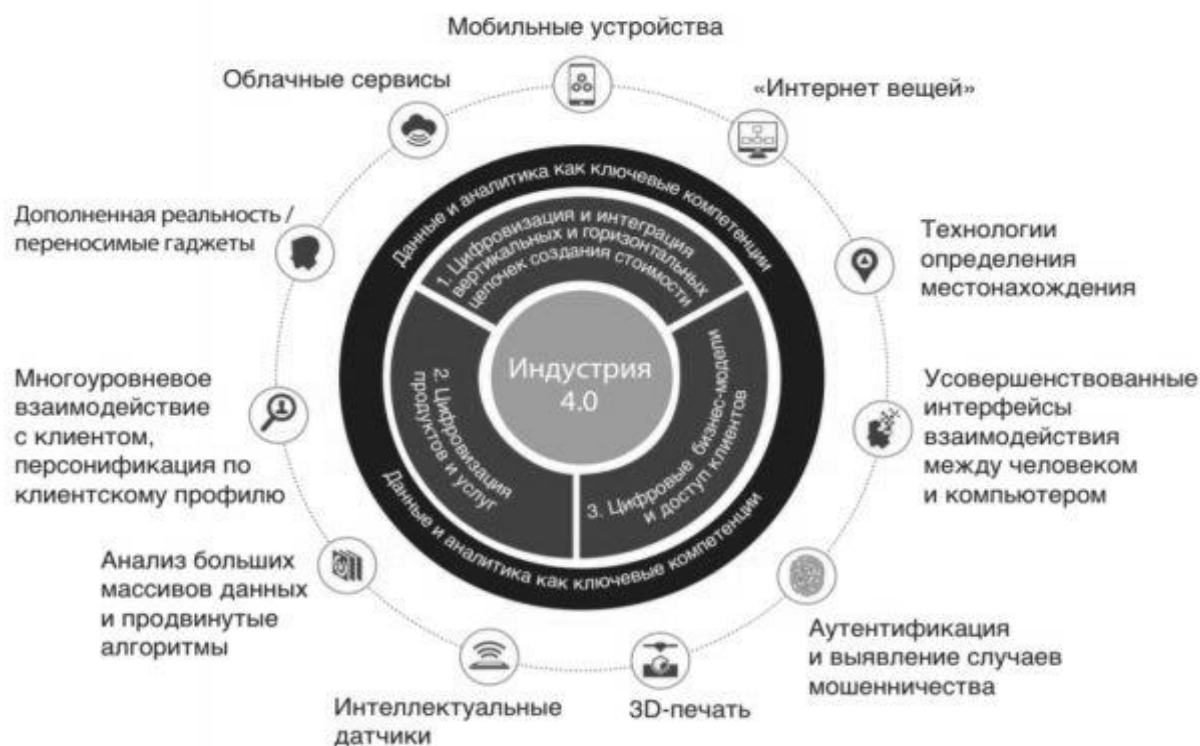 Мобильные устройства
Облачные сервисы
«Интернет вещей»
Дополненная реальность /
переносимые гаджеты
Технологии
определения
местонахождения
Данные и аналитика как ключевые компетенции
1. Цифровизация и интеграция
вертикальных и горизонтальных
цепочек создания стоимости
Индустрия
4.0
2. Цифровизация
продуктов и услуг
3. Цифровые бизнес-модели
и доступ клиентов
Данные и аналитика как ключевые компетенции
Многоуровневое
взаимодействие
с клиентом,
персонификация по
клиентскому профилю
Усовершенствованные
интерфейсы
взаимодействия
между человеком
и компьютером
Анализ больших
массивов данных
и продвинутые
алгоритмы
Аутентификация
и выявление случаев
мошенничества
Интеллектуальные
датчики
3D-печать